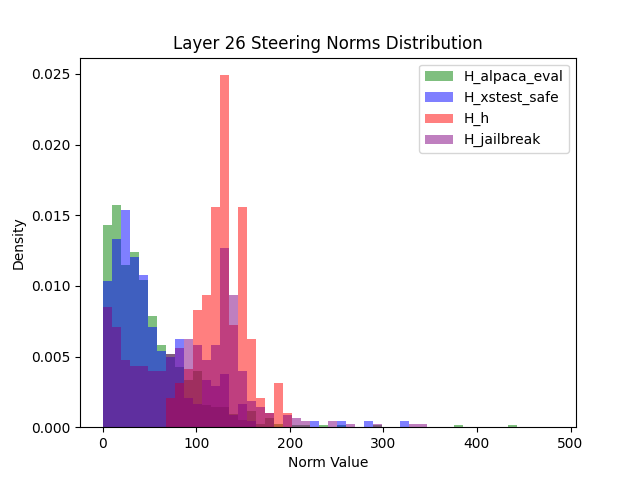 Layer 26 Steering Norms Distribution
H_alpaca_eval
H_xstest_safe
H_h
H_jailbreak
Density
0.025
0.020
0.015
0.010
0.005
0.000
0 100 200 300 400 500
Norm Value